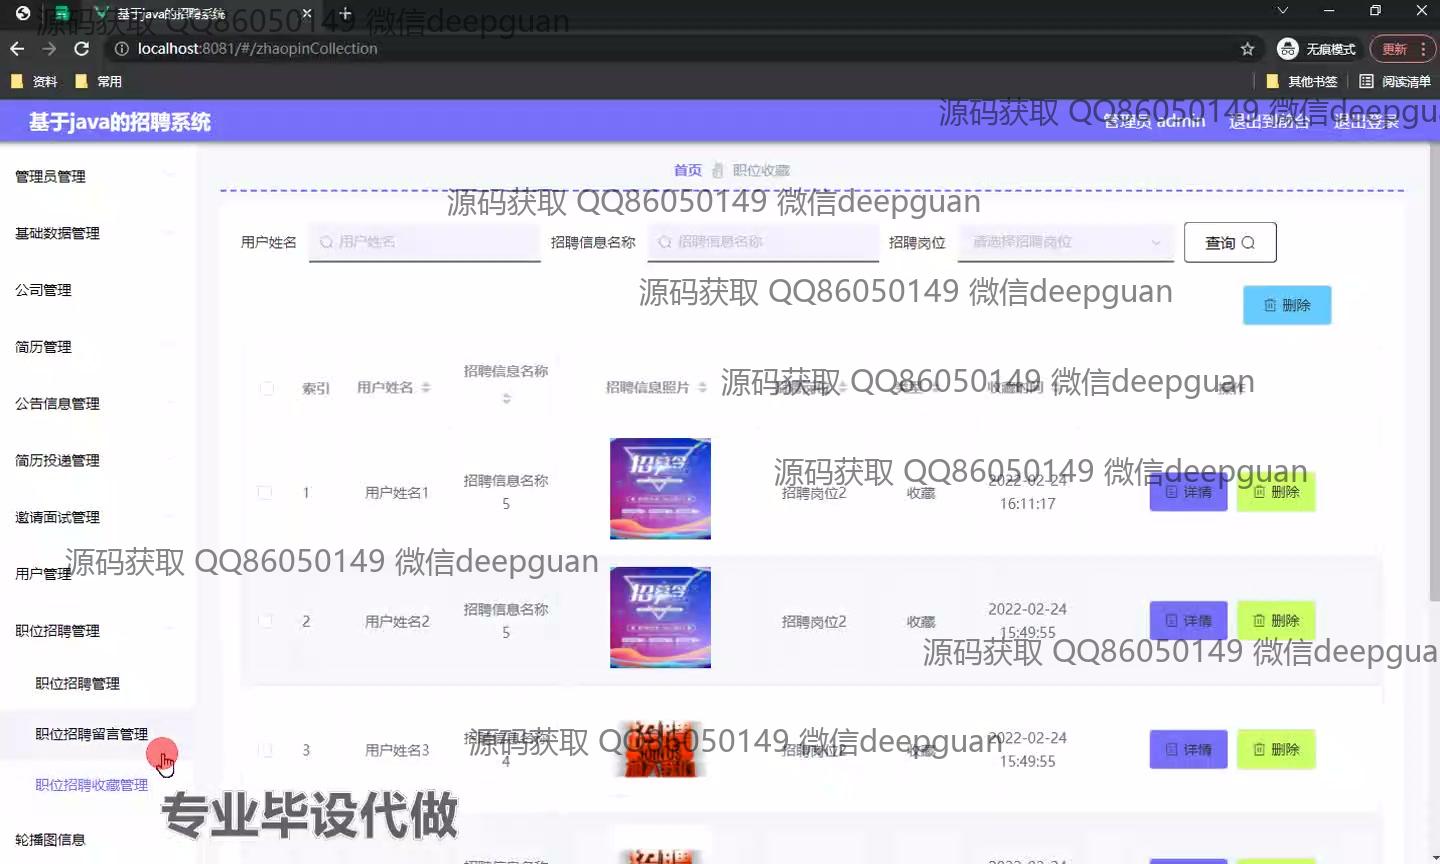 基于java的招聘系统
源码获取 QQ86050149 微信deepguan
localhost:8081/#/zhaopinCollection
无痕模式
更新
资料
常用
其他书签
阅读清单
基于java的招聘系统
源码获取 QQ86050149 微信deepgua
管理员 admin
退出到前台
退出登录
首页
职位收藏
管理员管理
基础数据管理
公司管理
简历管理
公告信息管理
简历投递管理
邀请面试管理
用户管理
职位招聘管理
职位招聘管理
职位招聘留言管理
职位招聘收藏管理
轮播图信息
源码获取 QQ86050149 微信deepguan
用户姓名
用户姓名
招聘信息名称
招聘信息名称
招聘岗位
请选择招聘岗位
查询
源码获取 QQ86050149 微信deepguan
删除
索引
用户姓名
招聘信息名称
招聘信息照片
源码获取 QQ86050149 微信deepguan
收藏时间
操作
源码获取 QQ86050149 微信deepguan
1
用户姓名1
招聘信息名称
5
招募令
招聘岗位2
收藏
2022-02-24
16:11:17
详情
删除
源码获取 QQ86050149 微信deepguan
2
用户姓名2
招聘信息名称
5
招募令
招聘岗位2
收藏
2022-02-24
15:49:55
详情
删除
源码获取 QQ86050149 微信deepgua
3
用户姓名3
招聘信息名称
4
源码获取 QQ86050149 微信deepguan
招聘岗位2
收藏
2022-02-24
15:49:55
详情
删除
专业毕设代做